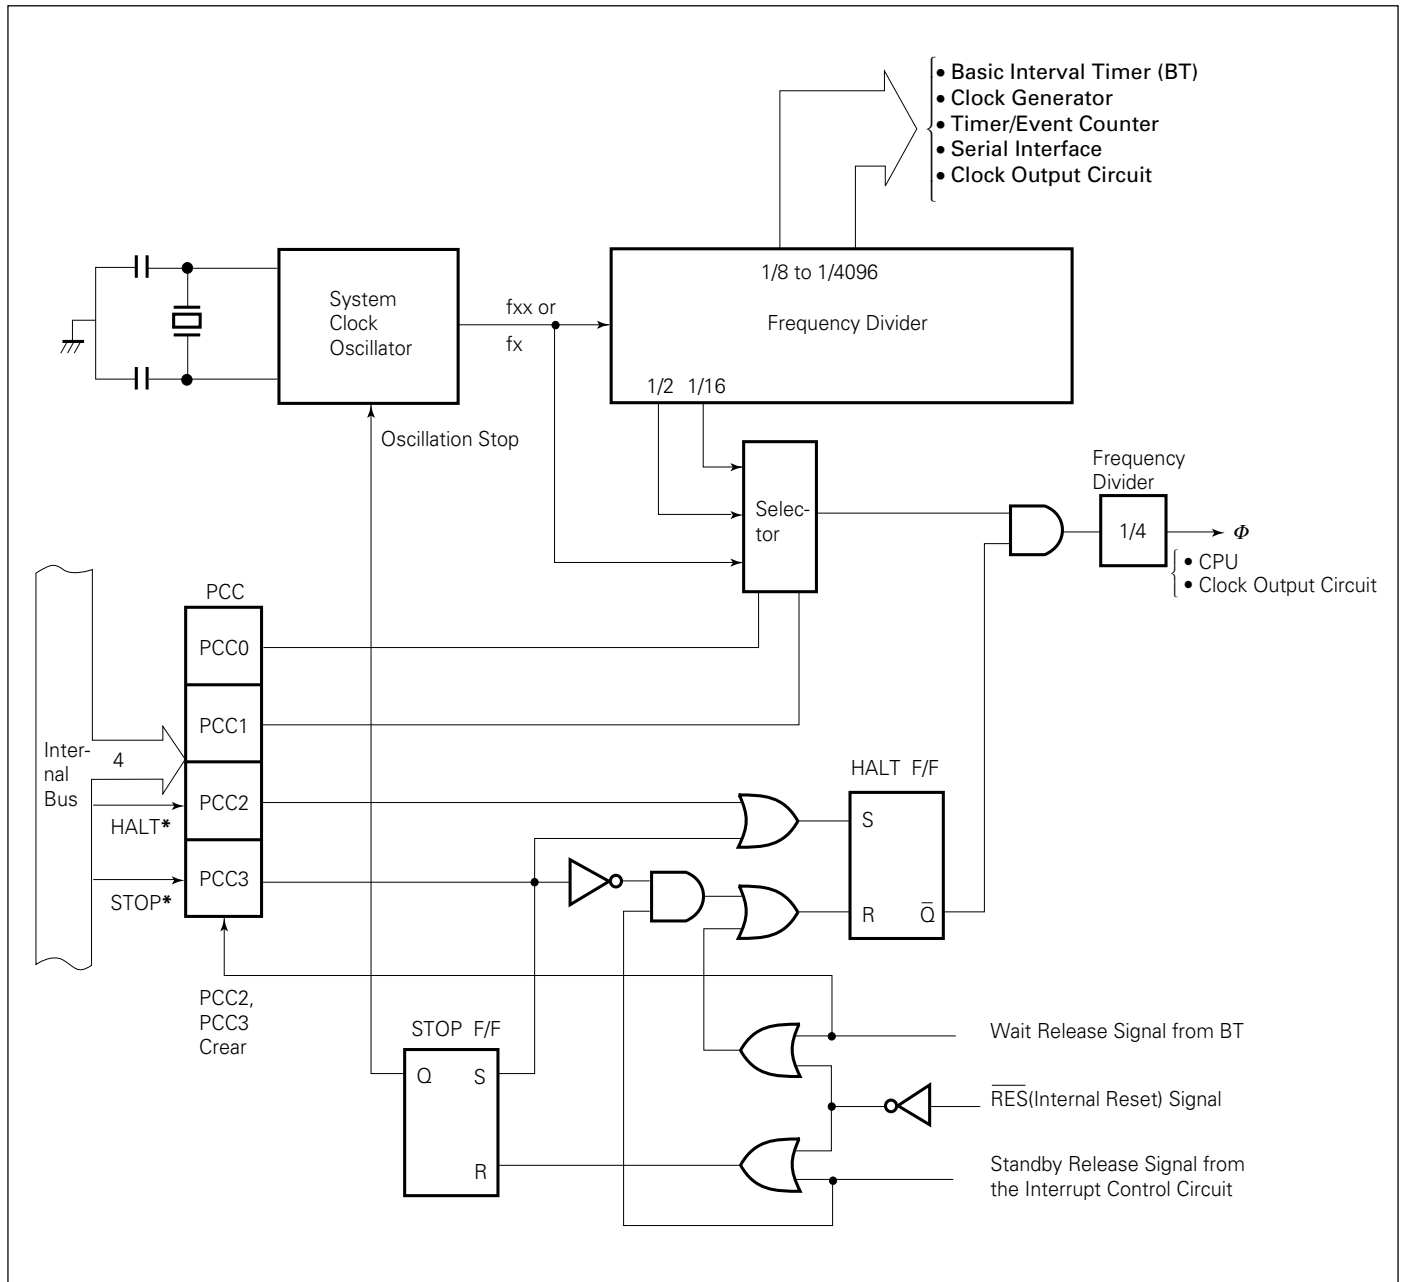 • Basic Interval Timer (BT)
• Clock Generator
• Timer/Event Counter
• Serial Interface
• Clock Output Circuit
System
Clock
Oscillator
fxx or
fx
1/8 to 1/4096
Frequency Divider
1/2 1/16
Oscillation Stop
Selec-
tor
Frequency
Divider
1/4
Φ
• CPU
• Clock Output Circuit
PCC
PCC0
PCC1
PCC2
PCC3
Inter-
nal
Bus
4
HALT*
STOP*
HALT F/F
S
R Q̅
PCC2,
PCC3
Crear
STOP F/F
Q S
R
Wait Release Signal from BT
R̅E̅S̅(Internal Reset) Signal
Standby Release Signal from
the Interrupt Control Circuit